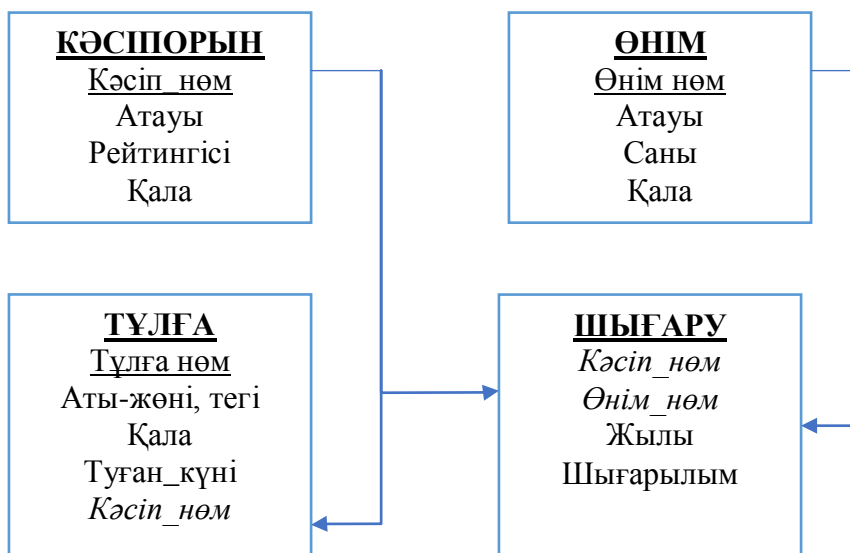 КӘСІПОРЫН
Кәсіп_нөм
Атауы
Рейтингісі
Қала
ӨНІМ
Өнім нөм
Атауы
Саны
Қала
ТҰЛҒА
Тұлға нөм
Аты-жөні, тегі
Қала
Туған_күні
Кәсіп_нөм
ШЫҒАРУ
Кәсіп_нөм
Өнім_нөм
Жылы
Шығарылым